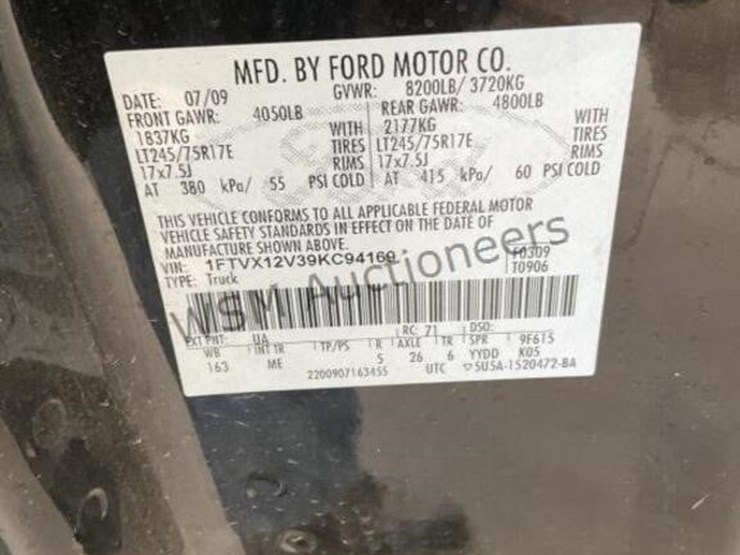 MFD. BY FORD MOTOR CO.
DATE: 07/09 GVWR: 8200LB/ 3720KG
FRONT GAWR: 4050LB REAR GAWR: 4800LB
1837KG WITH 2177KG WITH
LT245/75R17E TIRES LT245/75R17E TIRES
17x7.5J RIMS 17x7.5J RIMS
AT 380 kPa/ 55 PSI COLD AT 415 kPa/ 60 PSI COLD
THIS VEHICLE CONFORMS TO ALL APPLICABLE FEDERAL MOTOR
VEHICLE SAFETY STANDARDS IN EFFECT ON THE DATE OF
MANUFACTURE SHOWN ABOVE.
VIN: 1FTVX12V39KC94169 F0309
TYPE: Truck T0906
WSM Auctioneers
EXT PNT: UA RC: 71 DSO:
WB INT TR TP/PS R AXLE TR SPR 9F615
163 ME 5 26 6 YYDD K05
2200907163455 UTC 5U5A-1520472-BA